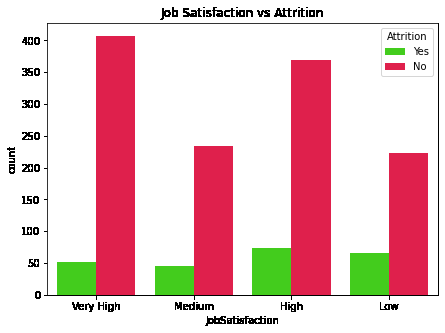 Job Satisfaction vs Attrition
Attrition
Yes
No
400
350
300
250
200
150
100
50
0
count
Very High
Medium
High
Low
JobSatisfaction